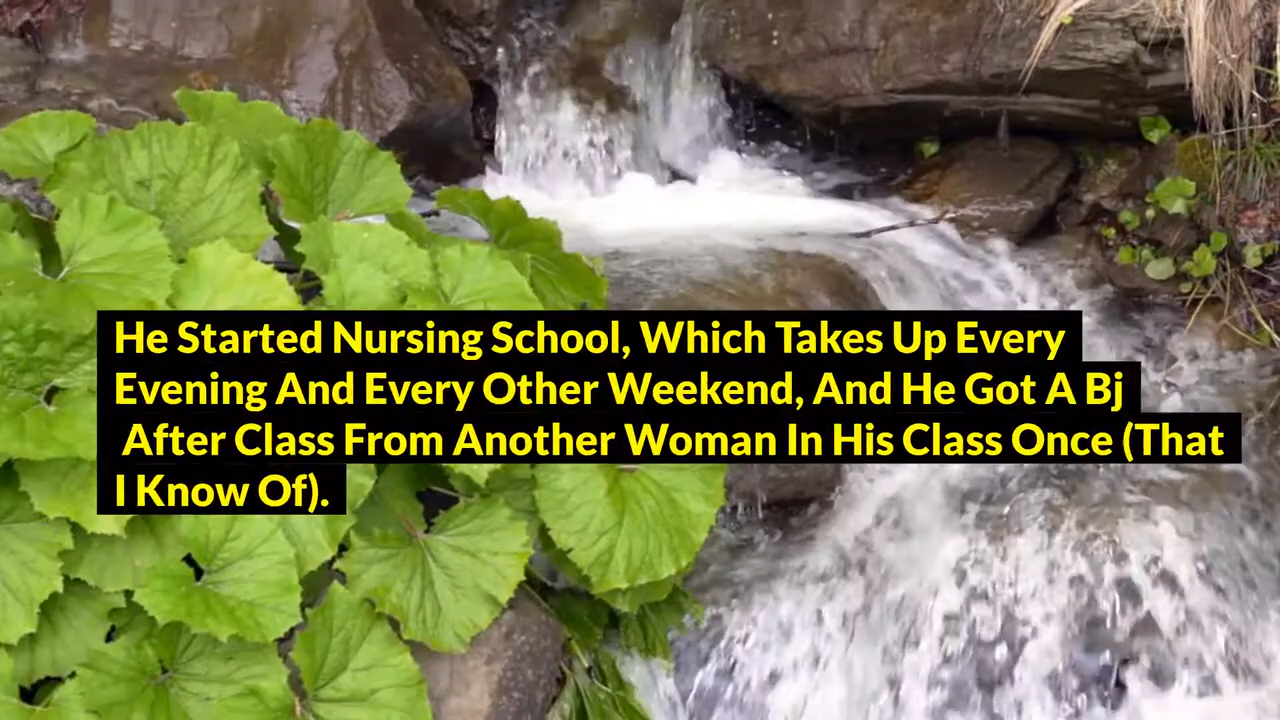 He Started Nursing School, Which Takes Up Every
Evening And Every Other Weekend, And He Got A Bj
After Class From Another Woman In His Class Once (That
I Know Of).